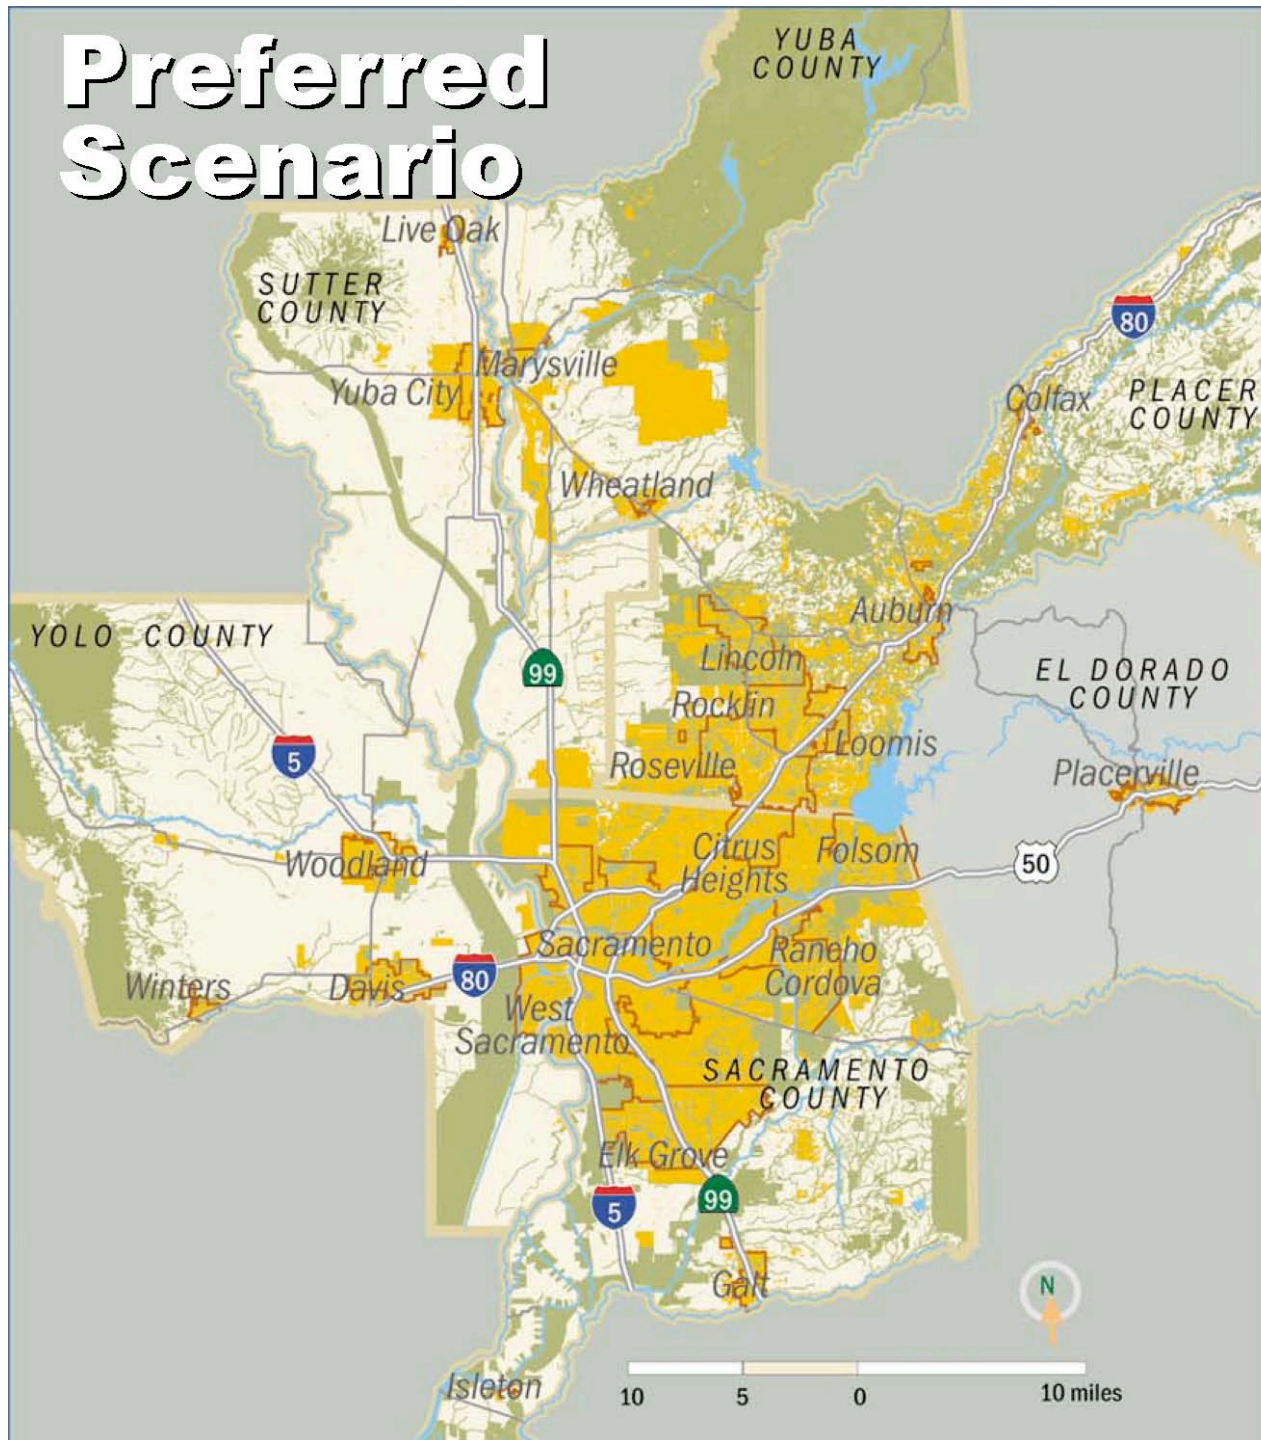 Preferred
Scenario
YUBA
COUNTY
Live Oak
SUTTER
COUNTY
80
Marysville
Yuba City
Colfax
PLACER
COUNTY
Wheatland
Auburn
YOLO COUNTY
Lincoln
EL DORADO
COUNTY
99
Rocklin
Loomis
5
Roseville
Placerville
Citrus
Heights
Folsom
Woodland
50
Sacramento
Rancho
Cordova
Winters
Davis
80
West
Sacramento
SACRAMENTO
COUNTY
Elk Grove
99
5
Galt
N
Isleton
10 5 0 10 miles